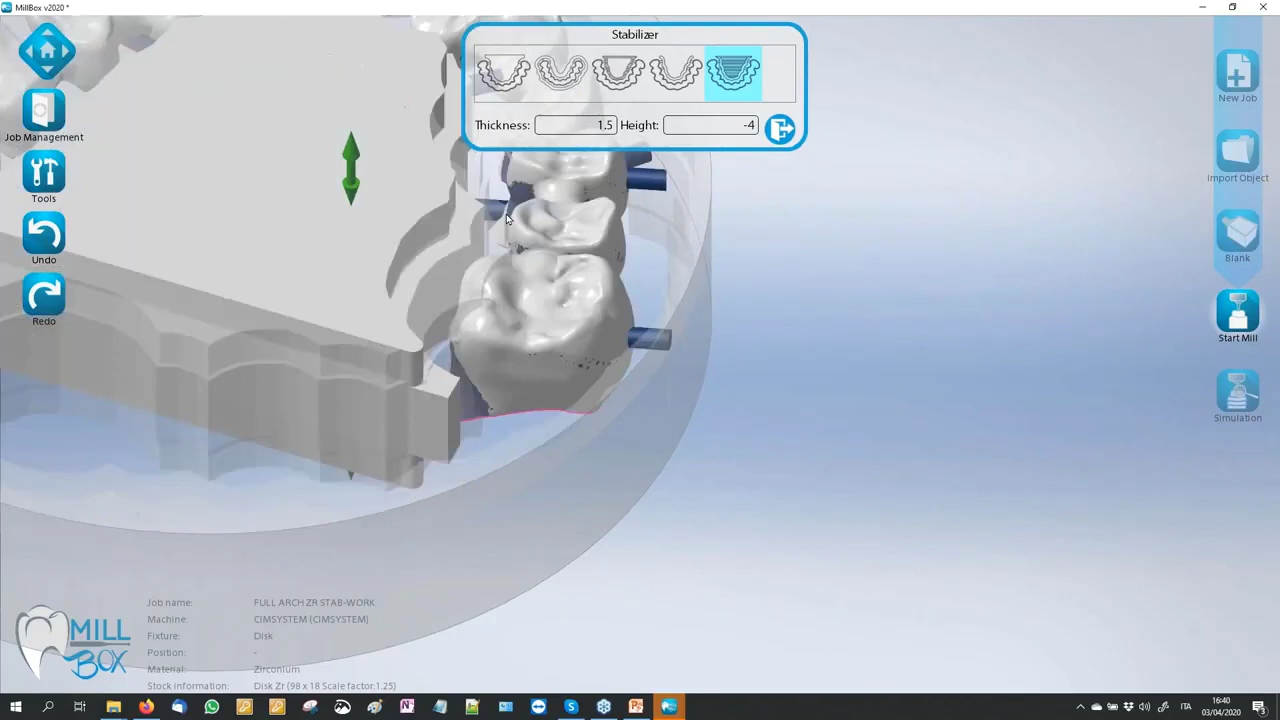 MillBox v2020 *
Stabilizer
Thickness: 1.5 Height: -4
Job Management
Tools
Undo
Redo
New Job
Import Object
Blank
Start Mill
Simulation
MILL
BOX
Job name: FULL ARCH ZR STAB-WORK
Machine: CIMSYSTEM (CIMSYSTEM)
Fixture: Disk
Position: -
Material: Zirconium
Stock information: Disk Zr (98 x 18 Scale factor:1.25)
ITA
16:40
03/04/2020